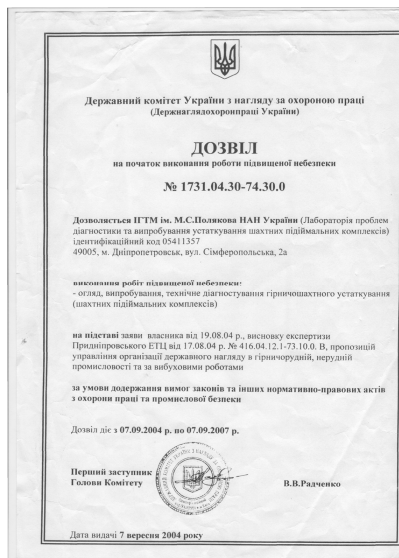 Державний комітет України з нагляду за охороною праці
(Держнаглядохоронпраці України)
ДОЗВІЛ
на початок виконання роботи підвищеної небезпеки
№ 1731.04.30-74.30.0
Дозволяється ІГТМ ім. М.С.Полякова НАН України (Лабораторія проблем
діагностики та випробування устаткування шахтних підіймальних комплексів)
ідентифікаційний код 05411357
49005, м. Дніпропетровськ, вул. Сімферопольська, 2а
виконання робіт підвищеної небезпеки:
- огляд, випробування, технічне діагностування гірничошахтного устаткування
(шахтних підіймальних комплексів)
на підставі заяви власника від 19.08.04 р., висновку експертизи
Придніпровського ЕТЦ від 17.08.04 р. № 416.04.12.1-73.10.0. В, пропозицій
управління організації державного нагляду в гірничорудній, нерудній
промисловості та за вибуховими роботами
за умови додержання вимог законів та інших нормативно-правових актів
з охорони праці та промислової безпеки
Дозвіл діє з 07.09.2004 р. по 07.09.2007 р.
Перший заступник
Голови Комітету
В.В.Радченко
Дата видачі 7 вересня 2004 року